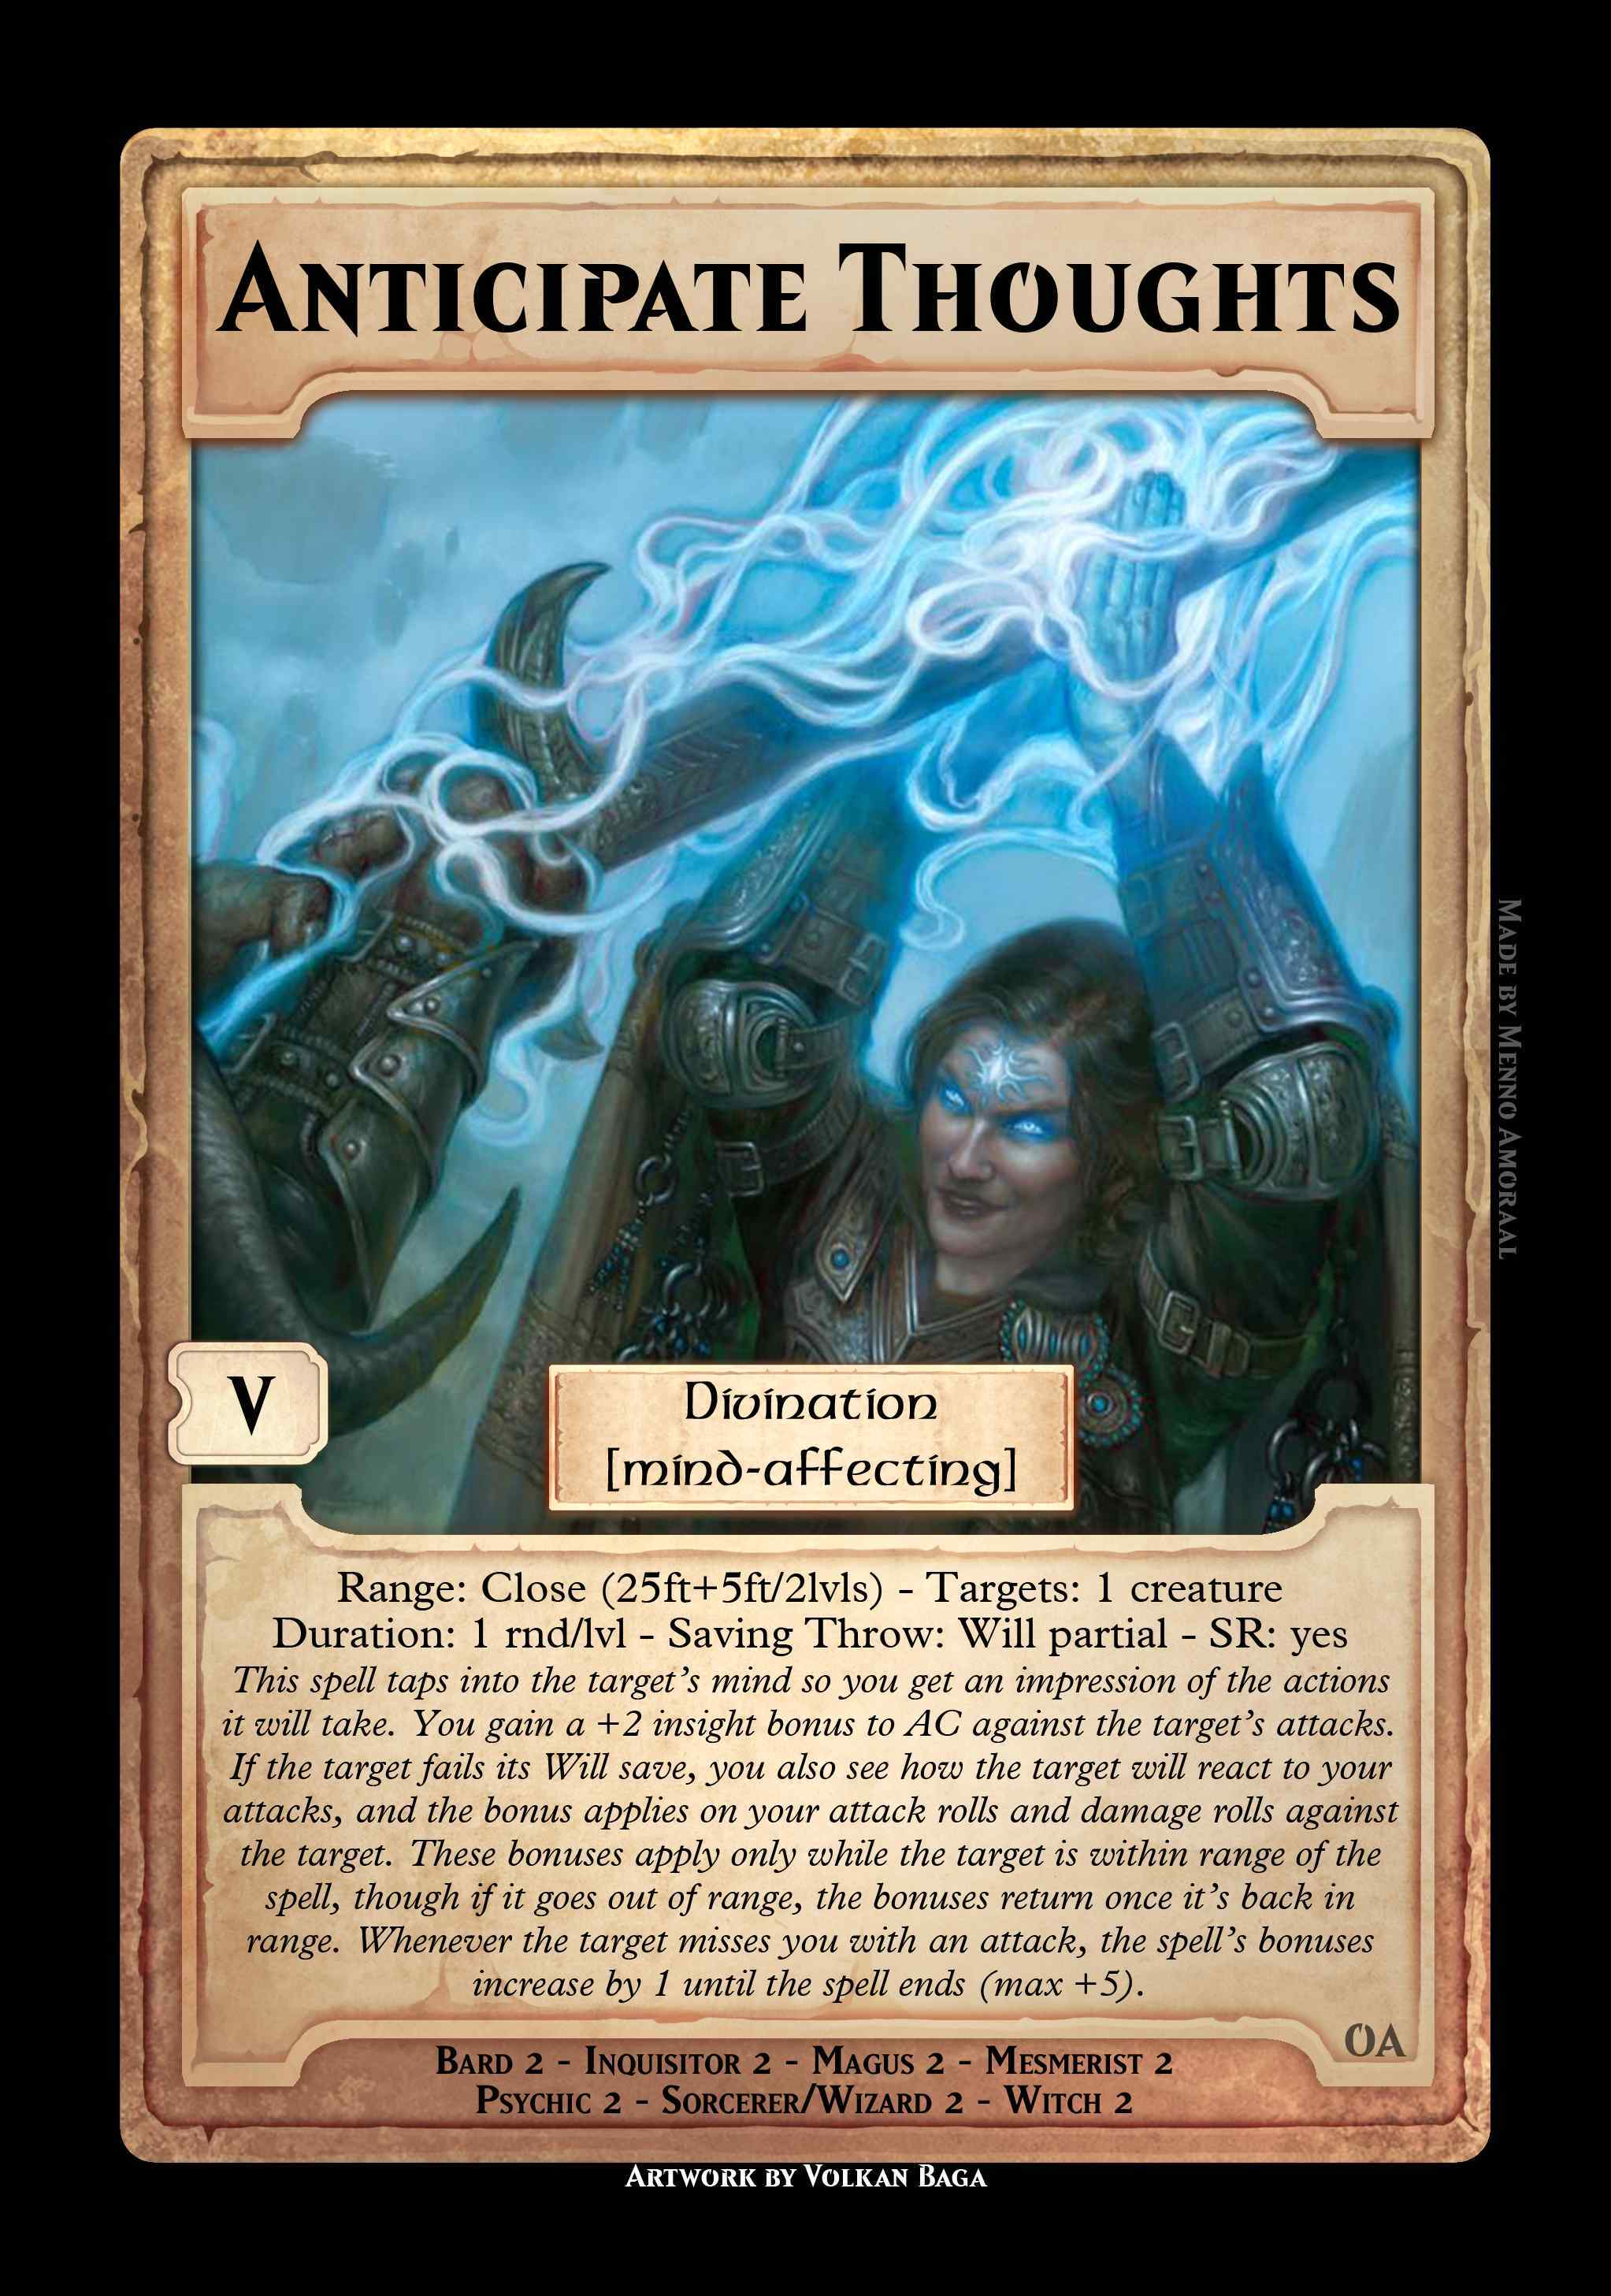 Anticipate Thoughts
V
Divination
[mind-affecting]
Range: Close (25ft+5ft/2lvls) - Targets: 1 creature
Duration: 1 rnd/lvl - Saving Throw: Will partial - SR: yes
This spell taps into the target's mind so you get an impression of the actions
it will take. You gain a +2 insight bonus to AC against the target's attacks.
If the target fails its Will save, you also see how the target will react to your
attacks, and the bonus applies on your attack rolls and damage rolls against
the target. These bonuses apply only while the target is within range of the
spell, though if it goes out of range, the bonuses return once it's back in
range. Whenever the target misses you with an attack, the spell's bonuses
increase by 1 until the spell ends (max +5).
OA
Bard 2 - Inquisitor 2 - Magus 2 - Mesmerist 2
Psychic 2 - Sorcerer/Wizard 2 - Witch 2
Artwork by Volkan Baga
Made by Menno Amoraal